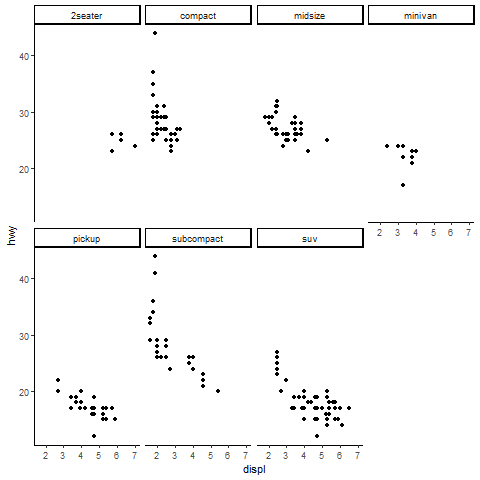 2seater compact midsize minivan
40
30
20
2 3 4 5 6 7
hwy
pickup subcompact suv
40
30
20
2 3 4 5 6 7 2 3 4 5 6 7 2 3 4 5 6 7
displ